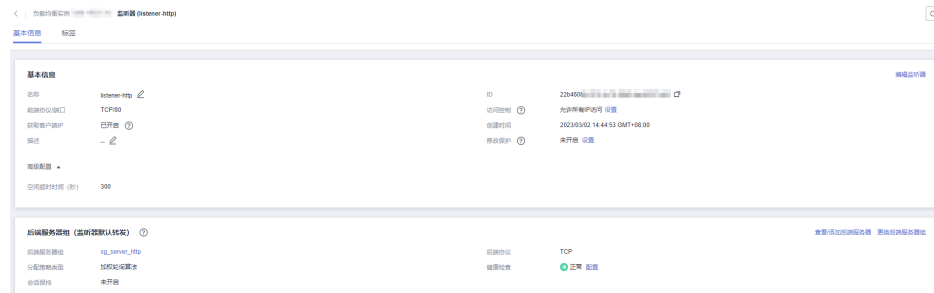 负载均衡实例 监听器 (listener-http)
基本信息 标签
基本信息 编辑监听器
名称 listener-http ID 22b460
前端协议/端口 TCP/80 访问控制 ? 允许所有IP访问 设置
获取客户端IP 已开启 ? 创建时间 2023/03/02 14:44:53 GMT+08:00
描述 -- 修改保护 ? 未开启 设置
高级配置
空闲超时时间（秒） 300
后端服务器组（监听器默认转发） ? 查看/添加后端服务器 更换后端服务器组
后端服务器组 sg_server_http 后端协议 TCP
分配策略类型 加权轮询算法 健康检查 正常 配置
会话保持 未开启